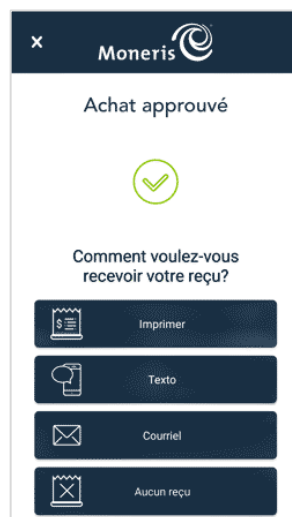 Moneris
Achat approuvé
Comment voulez-vous
recevoir votre reçu?
Imprimer
Texto
Courriel
Aucun reçu